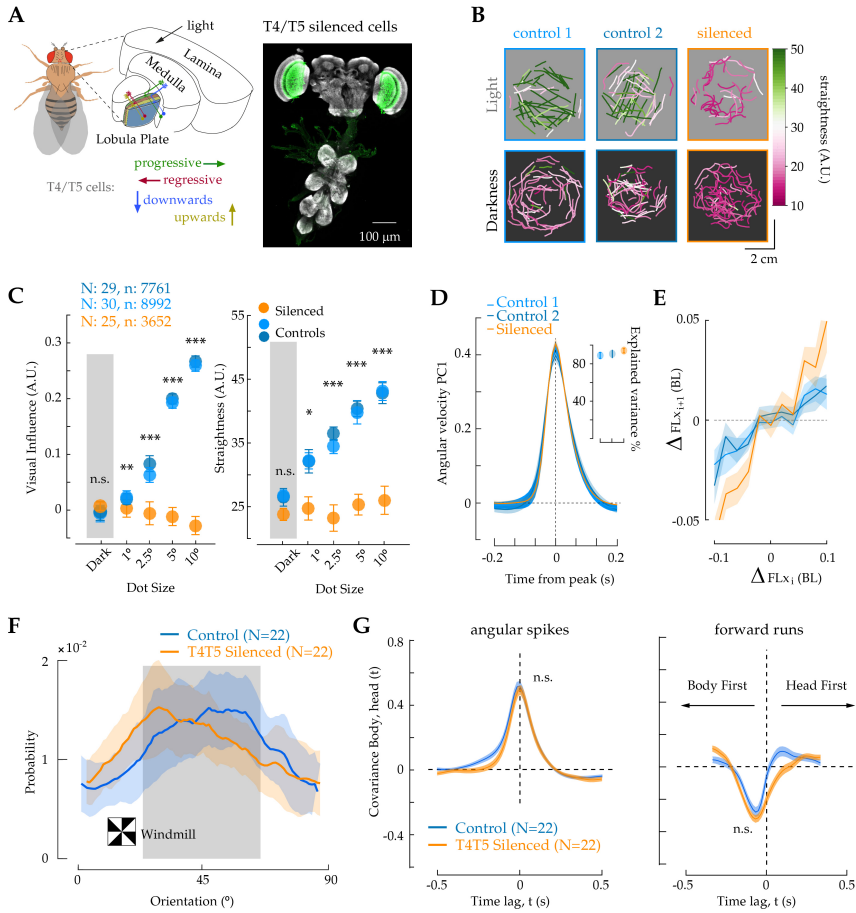 A
light
Lamina
Medulla
Lobula Plate
T4/T5 cells:
progressive
regressive
downwards
upwards
T4/T5 silenced cells
100 μm
B
control 1
control 2
silenced
Light
Darkness
50
40
30
20
10
straightness (A.U.)
2 cm
C
N: 29, n: 7761
N: 30, n: 8992
N: 25, n: 3652
Visual Influence (A.U.)
0.3
0.2
0.1
0
n.s.
**
***
***
***
Dark
1º
2.5º
5º
10º
Dot Size
Silenced
Controls
Straightness (A.U.)
55
45
35
25
n.s.
*
***
***
***
Dark
1º
2.5º
5º
10º
Dot Size
D
Control 1
Control 2
Silenced
Angular velocity PC1
0.4
0.2
0
-0.2
0
0.2
Time from peak (s)
80
40
0
Explained
variance %
E
Δ FLx i+1 (BL)
0.05
0
-0.05
-0.1
0
0.1
Δ FLx i (BL)
F
×10⁻²
Control (N=22)
T4T5 Silenced (N=22)
Probability
2
1
0
Windmill
0
45
90
Orientation (º)
G
angular spikes
Covariance Body, head (t)
0.8
0.4
0
-0.4
n.s.
Control (N=22)
T4T5 Silenced (N=22)
-0.5
0
0.5
Time lag, t (s)
forward runs
Body First
Head First
n.s.
-0.5
0
0.5
Time lag, t (s)